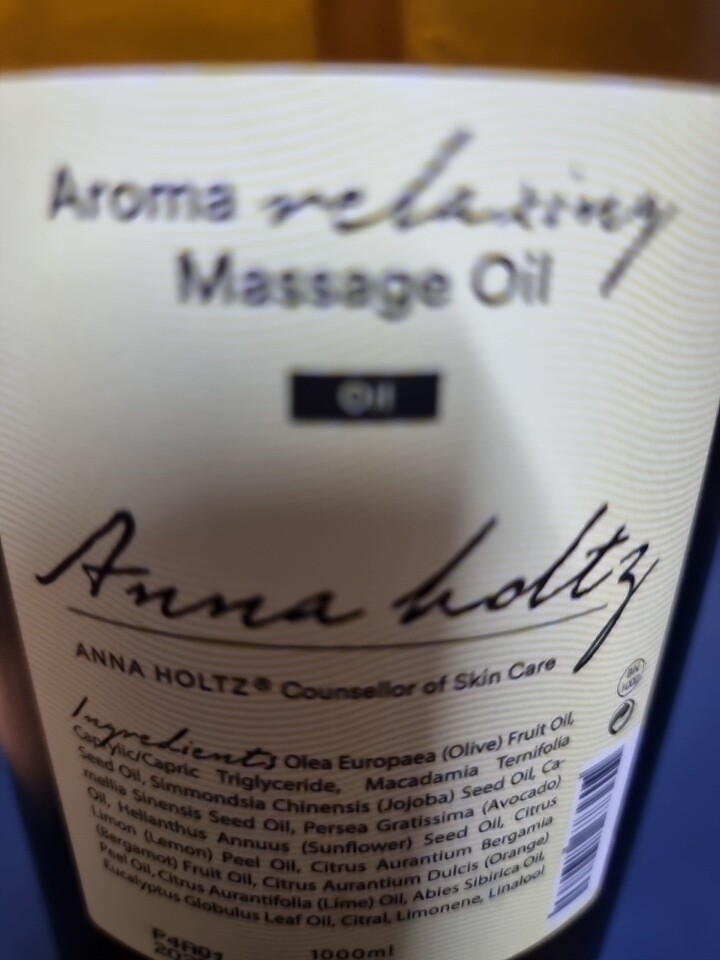 Aroma relaxing
Massage Oil
Oil
Anna holtz
ANNA HOLTZ® Counsellor of Skin Care
Ingredients Olea Europaea (Olive) Fruit Oil,
Caprylic/Capric Triglyceride, Macadamia Ternifolia
Seed Oil, Simmondsia Chinensis (Jojoba) Seed Oil, Ca-
mellia Sinensis Seed Oil, Persea Gratissima (Avocado)
Oil, Helianthus Annuus (Sunflower) Seed Oil, Citrus
Limon (Lemon) Peel Oil, Citrus Aurantium Bergamia
(Bergamot) Fruit Oil, Citrus Aurantium Dulcis (Orange)
Peel Oil, Citrus Aurantifolia (Lime) Oil, Abies Sibirica Oil,
Eucalyptus Globulus Leaf Oil, Citral, Limonene, Linalool
1000ml